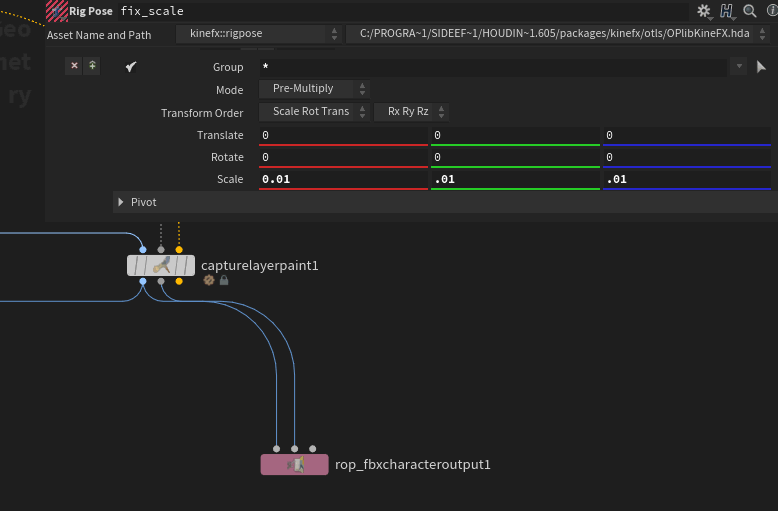 Rig Pose fix_scale
Geo
Asset Name and Path kinefx::rigpose C:/PROGRA~1/SIDEEF~1/HOUDIN~1.605/packages/kinefx/otls/OPlibKineFX.hda
net
Group *
ry
Mode Pre-Multiply
Transform Order Scale Rot Trans Rx Ry Rz
Translate 0 0 0
Rotate 0 0 0
Scale 0.01 .01 .01
Pivot
capturelayerpaint1
rop_fbxcharacteroutput1